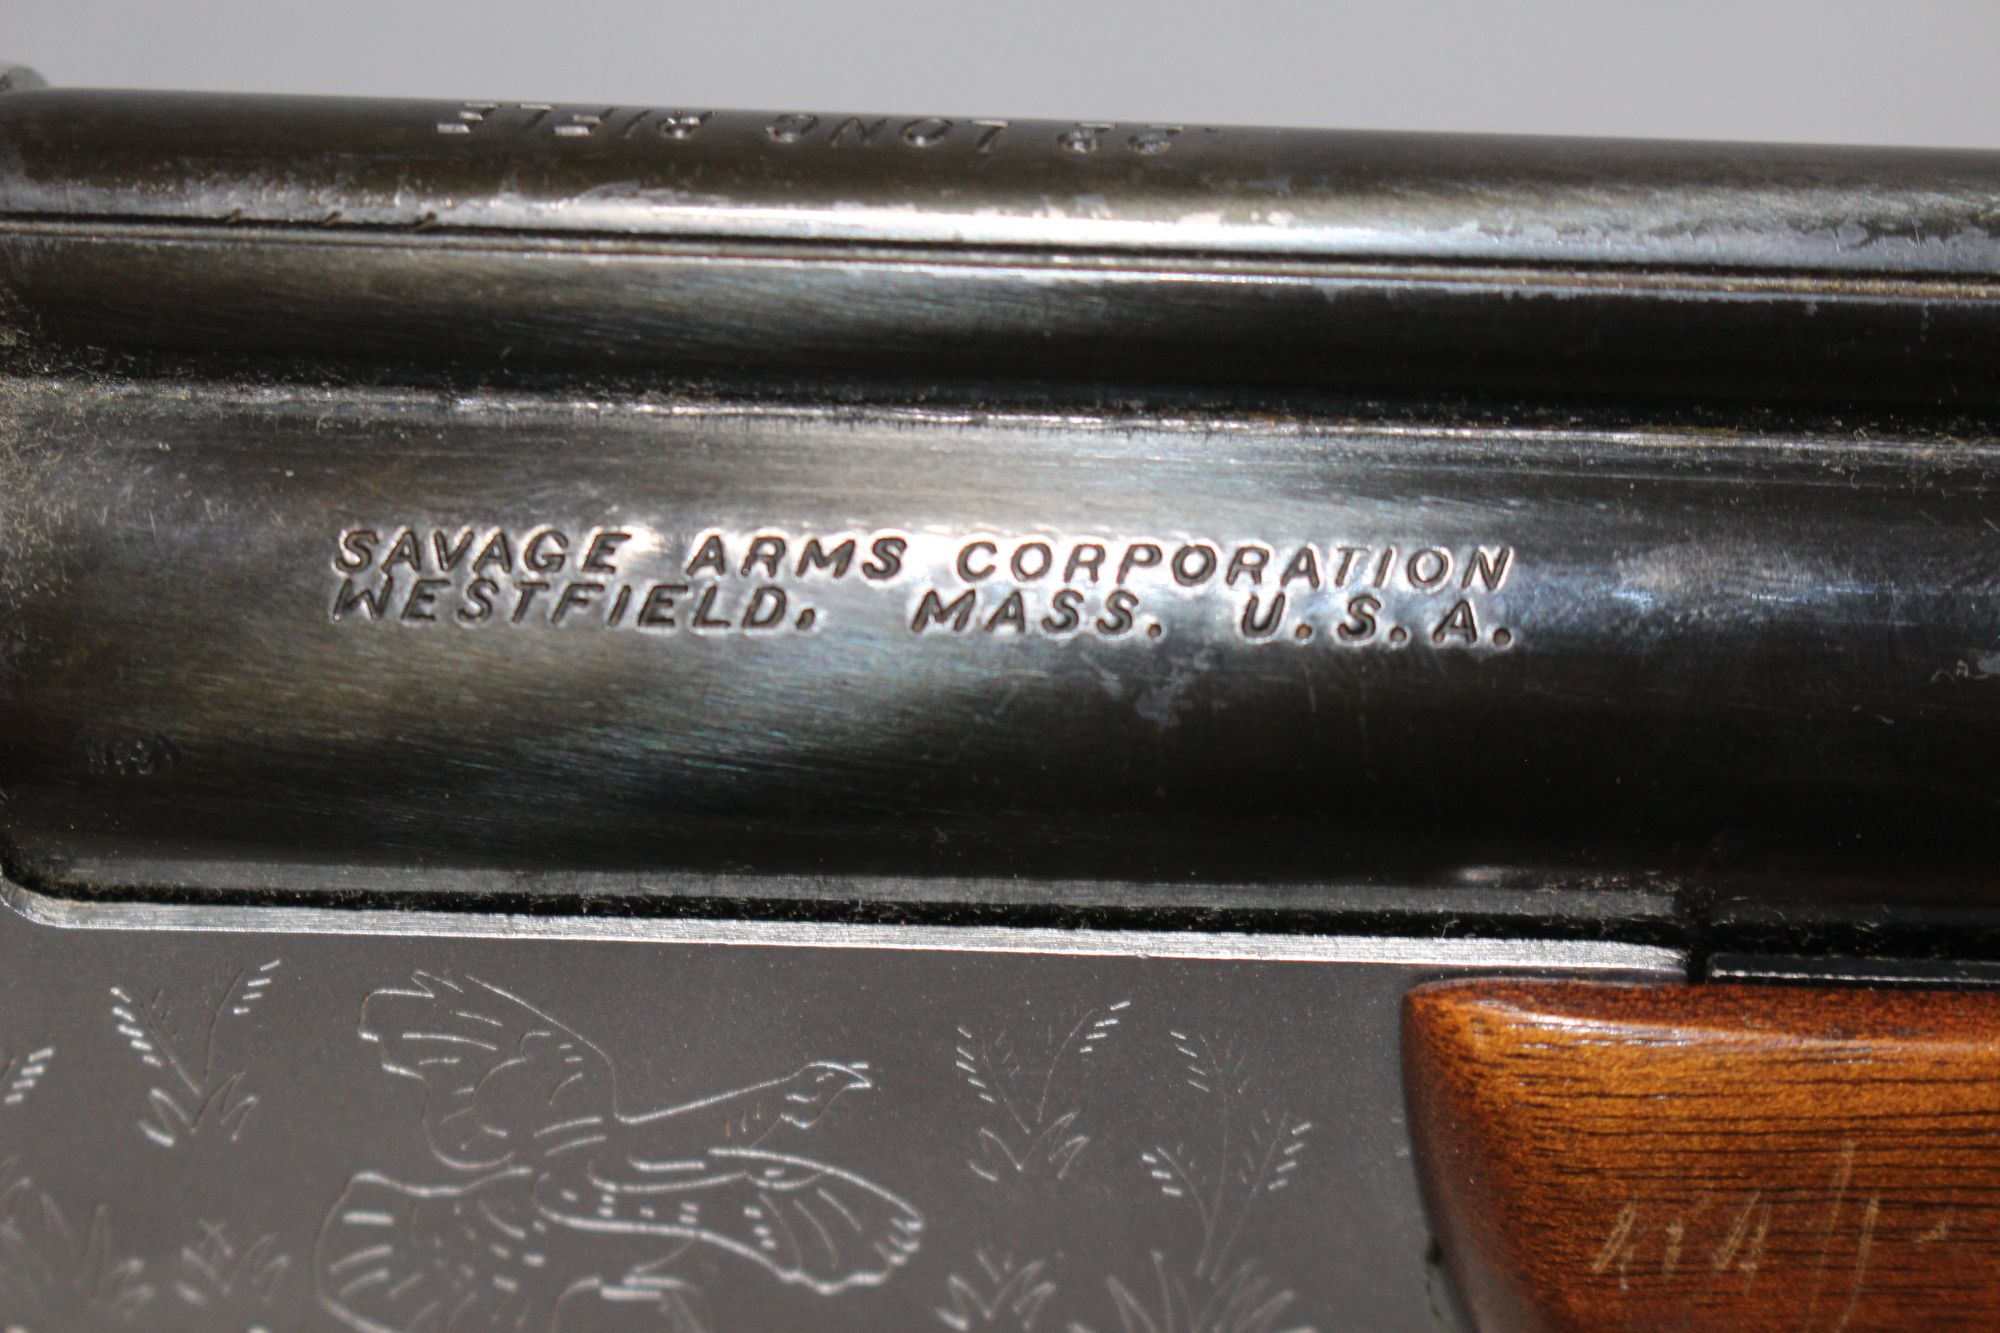 .22 LONG RIFLE
SAVAGE ARMS CORPORATION
WESTFIELD, MASS. U.S.A.